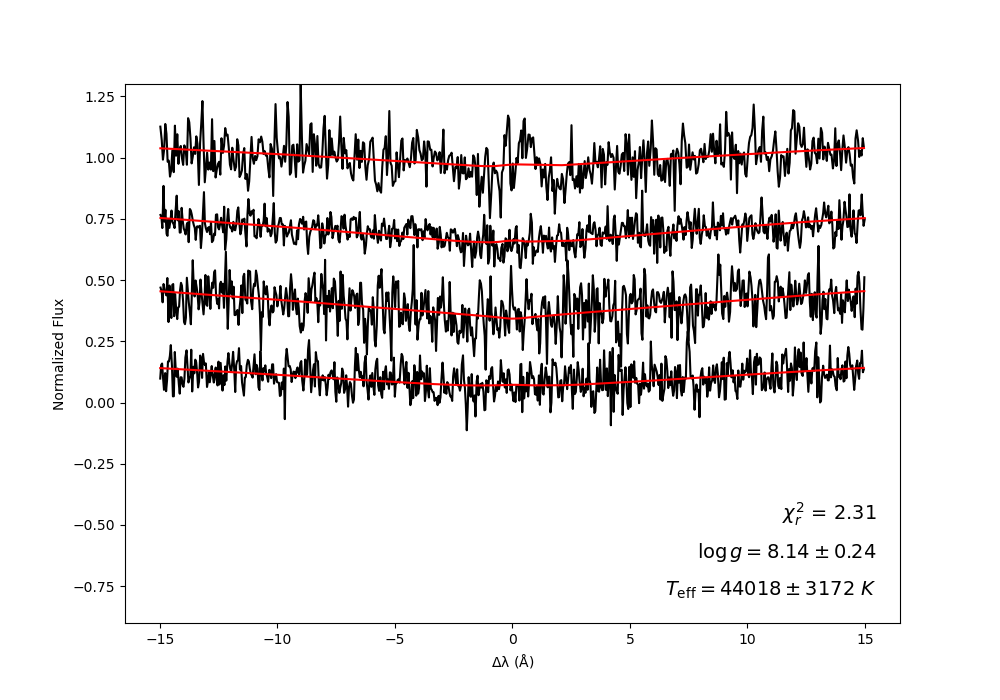 1.25
1.00
0.75
0.50
0.25
0.00
−0.25
−0.50
−0.75
Normalized Flux
χ²ᵣ = 2.31
log g = 8.14 ± 0.24
T_eff = 44018 ± 3172 K
−15 −10 −5 0 5 10 15
Δλ (Å)